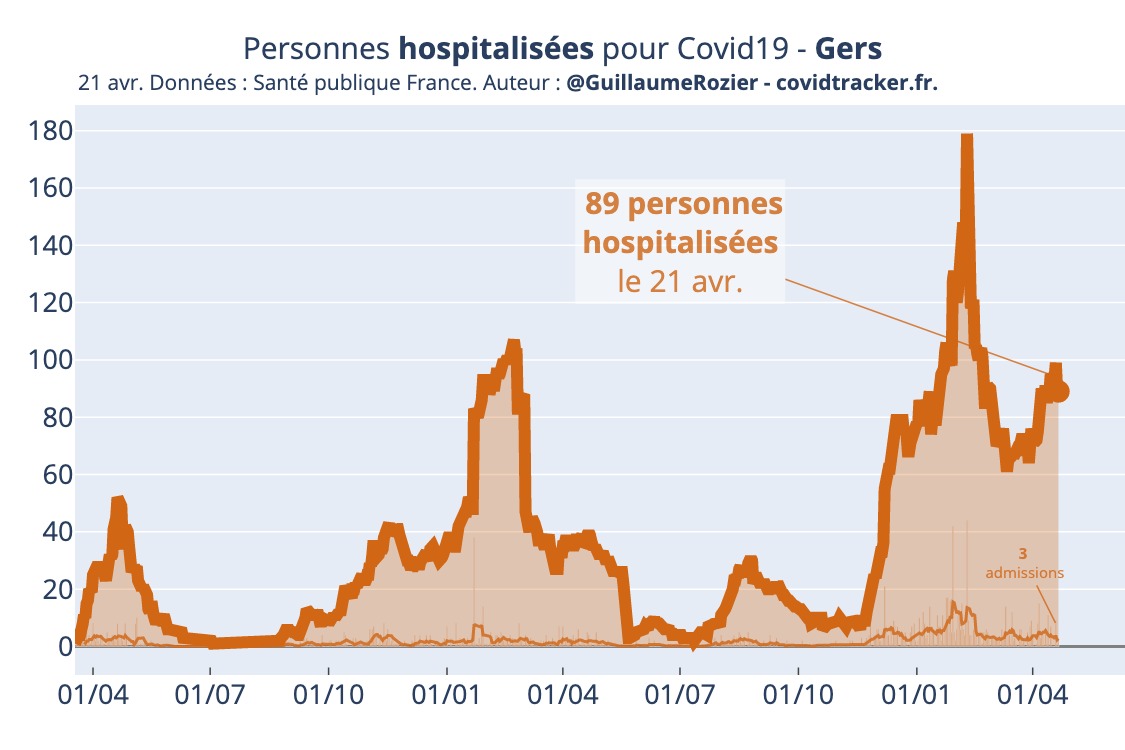 Personnes hospitalisées pour Covid19 - Gers
21 avr. Données : Santé publique France. Auteur : @GuillaumeRozier - covidtracker.fr.
180
160
140
120
100
80
60
40
20
0
89 personnes
hospitalisées
le 21 avr.
3
admissions
01/04 01/07 01/10 01/01 01/04 01/07 01/10 01/01 01/04